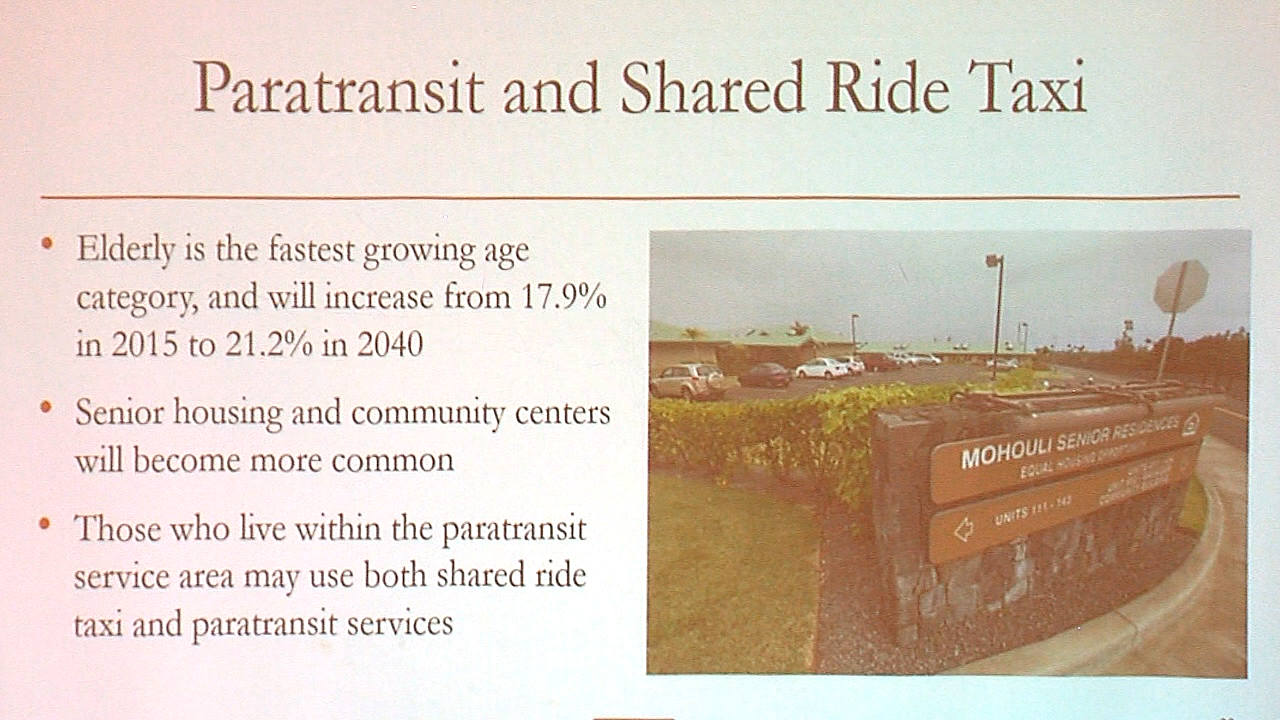 Paratransit and Shared Ride Taxi
• Elderly is the fastest growing age
category, and will increase from 17.9%
in 2015 to 21.2% in 2040
• Senior housing and community centers
will become more common
• Those who live within the paratransit
service area may use both shared ride
taxi and paratransit services
MOHOULI SENIOR RESIDENCES
EQUAL HOUSING
UNITS 111 - 143